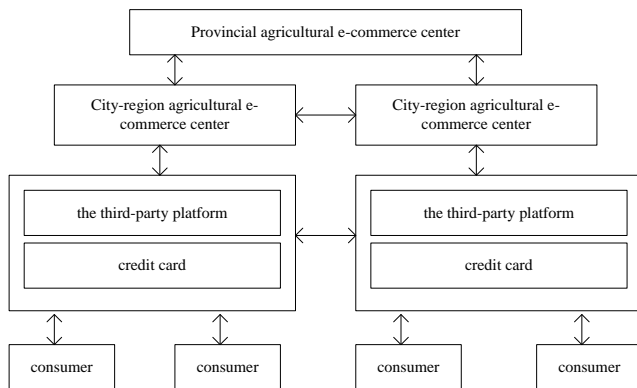 Provincial agricultural e-commerce center
City-region agricultural e-
commerce center
City-region agricultural e-
commerce center
the third-party platform
credit card
the third-party platform
credit card
consumer
consumer
consumer
consumer